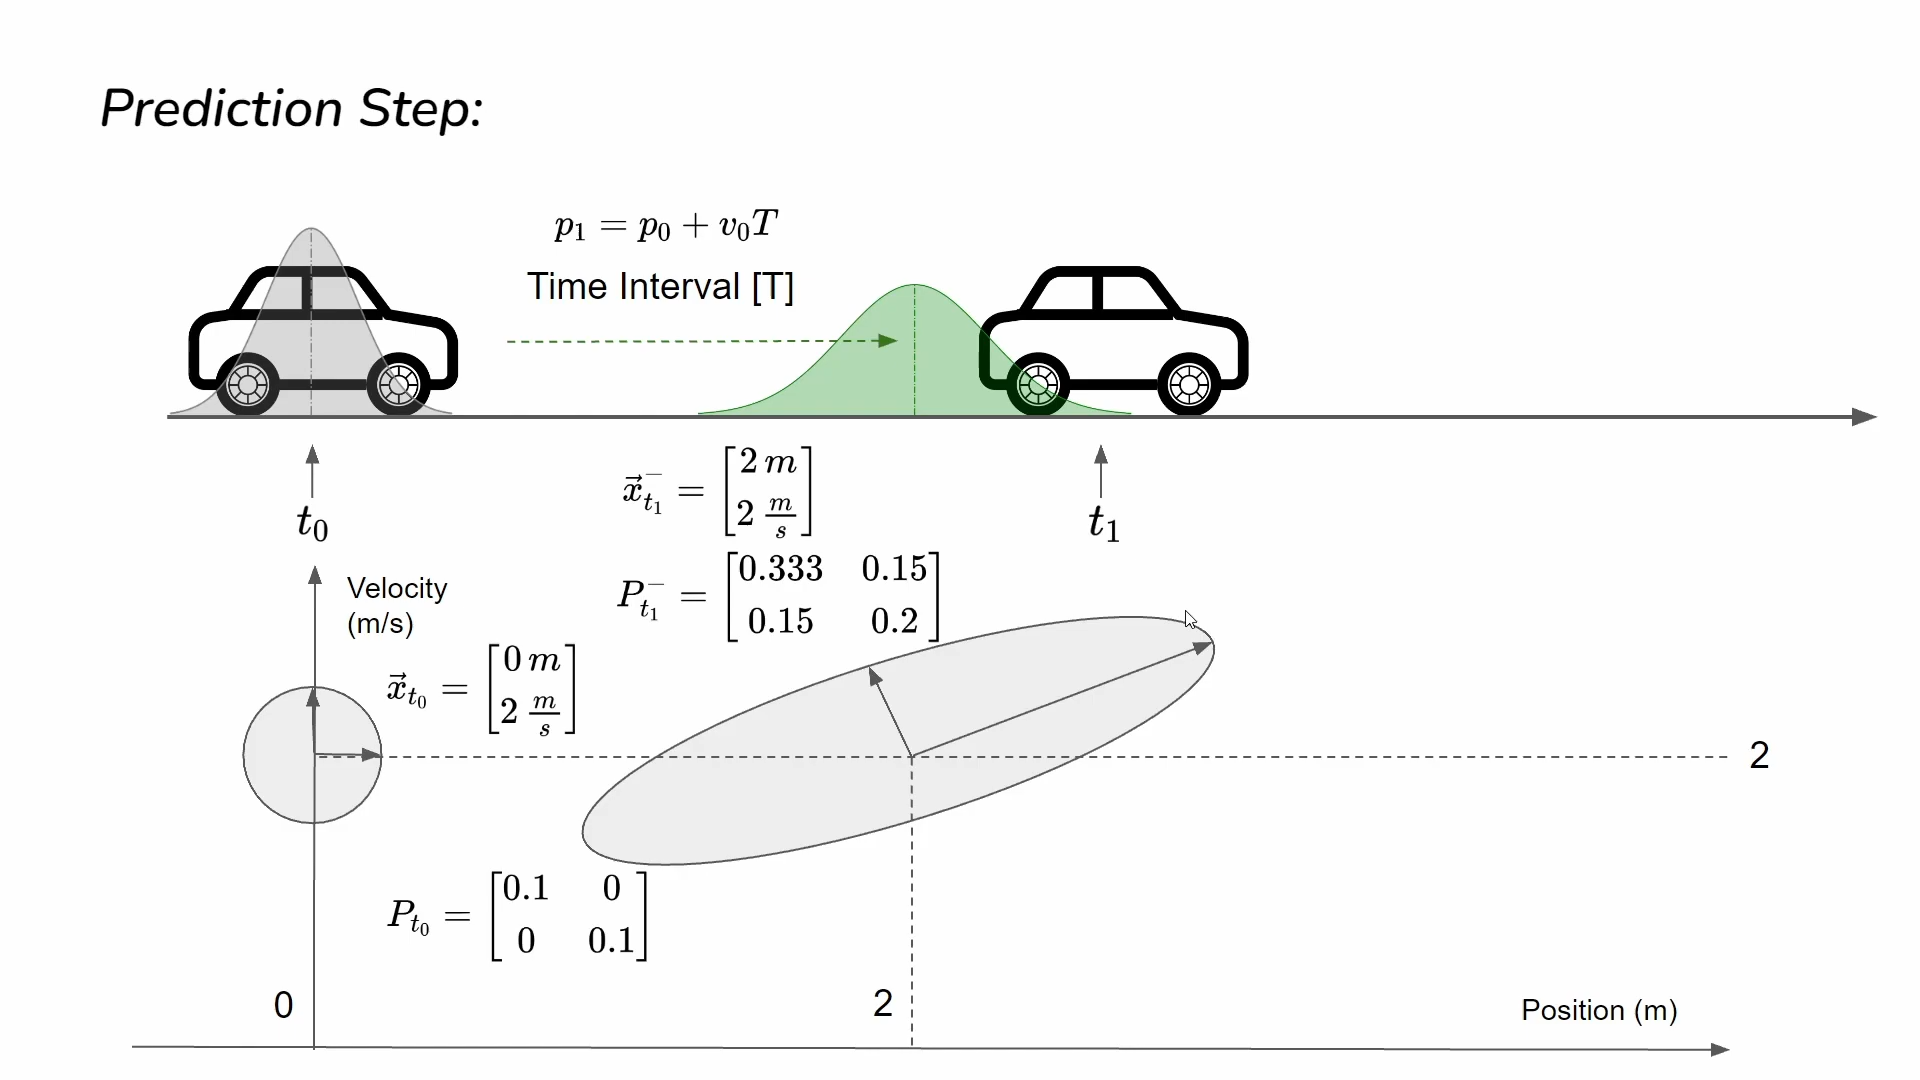 Prediction Step:
p₁ = p₀ + v₀T
Time Interval [T]
x⃗⁻ₜ₁ = [2 m; 2 m/s]
t₀
t₁
P⁻ₜ₁ = [0.333 0.15; 0.15 0.2]
Velocity
(m/s)
x⃗ₜ₀ = [0 m; 2 m/s]
2
Pₜ₀ = [0.1 0; 0 0.1]
0
2
Position (m)